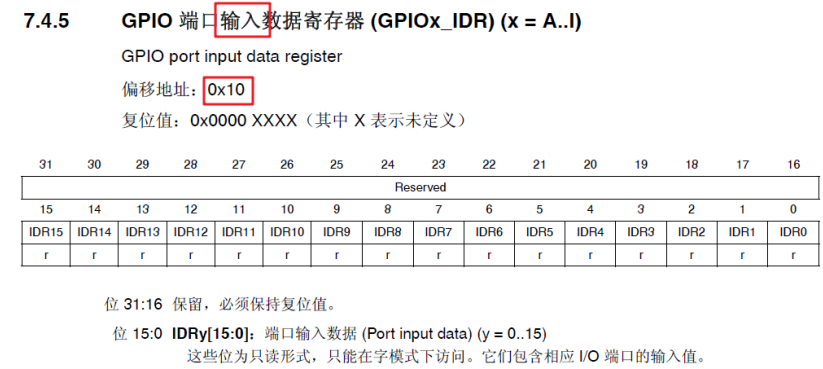 7.4.5 GPIO 端口输入数据寄存器 (GPIOx_IDR) (x = A..I)
GPIO port input data register
偏移地址：0x10
复位值：0x0000 XXXX（其中 X 表示未定义）
31 30 29 28 27 26 25 24 23 22 21 20 19 18 17 16
Reserved
15 14 13 12 11 10 9 8 7 6 5 4 3 2 1 0
IDR15 IDR14 IDR13 IDR12 IDR11 IDR10 IDR9 IDR8 IDR7 IDR6 IDR5 IDR4 IDR3 IDR2 IDR1 IDR0
r r r r r r r r r r r r r r r r
位 31:16 保留，必须保持复位值。
位 15:0 IDRy[15:0]：端口输入数据 (Port input data) (y = 0..15)
这些位为只读形式，只能在字模式下访问。它们包含相应 I/O 端口的输入值。